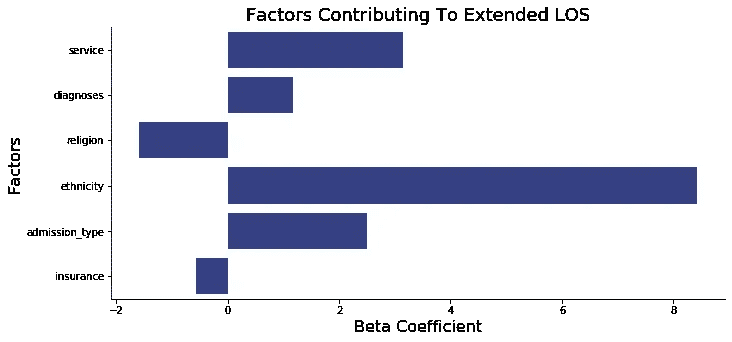 Factors Contributing To Extended LOS
Factors
service
diagnoses
religion
ethnicity
admission_type
insurance
−2 0 2 4 6 8
Beta Coefficient